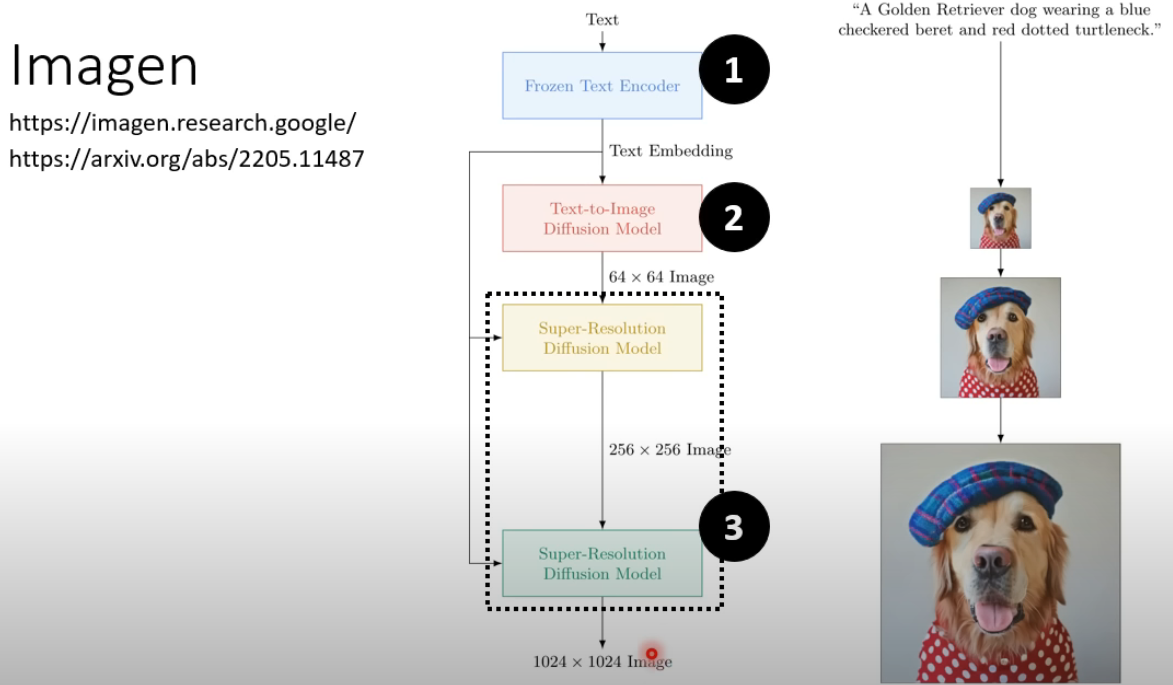 Imagen
https://imagen.research.google/
https://arxiv.org/abs/2205.11487
Text
Frozen Text Encoder
1
Text Embedding
Text-to-Image
Diffusion Model
2
64 × 64 Image
Super-Resolution
Diffusion Model
256 × 256 Image
3
Super-Resolution
Diffusion Model
1024 × 1024 Image
“A Golden Retriever dog wearing a blue
checkered beret and red dotted turtleneck.”